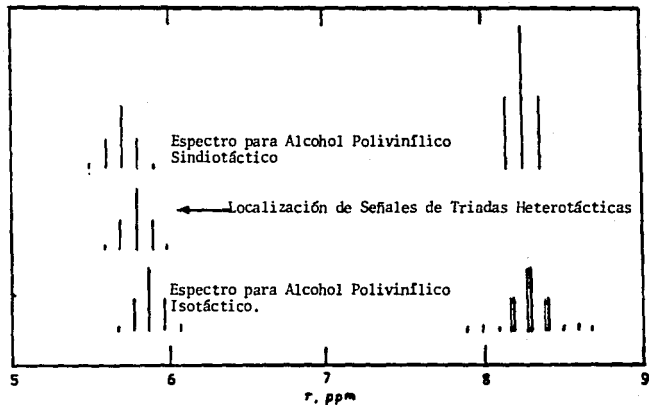 Espectro para Alcohol Polivinílico
Sindiotáctico
Localización de Señales de Triadas Heterotácticas
Espectro para Alcohol Polivinílico
Isotáctico.
5 6 7 8 9
τ, ppm